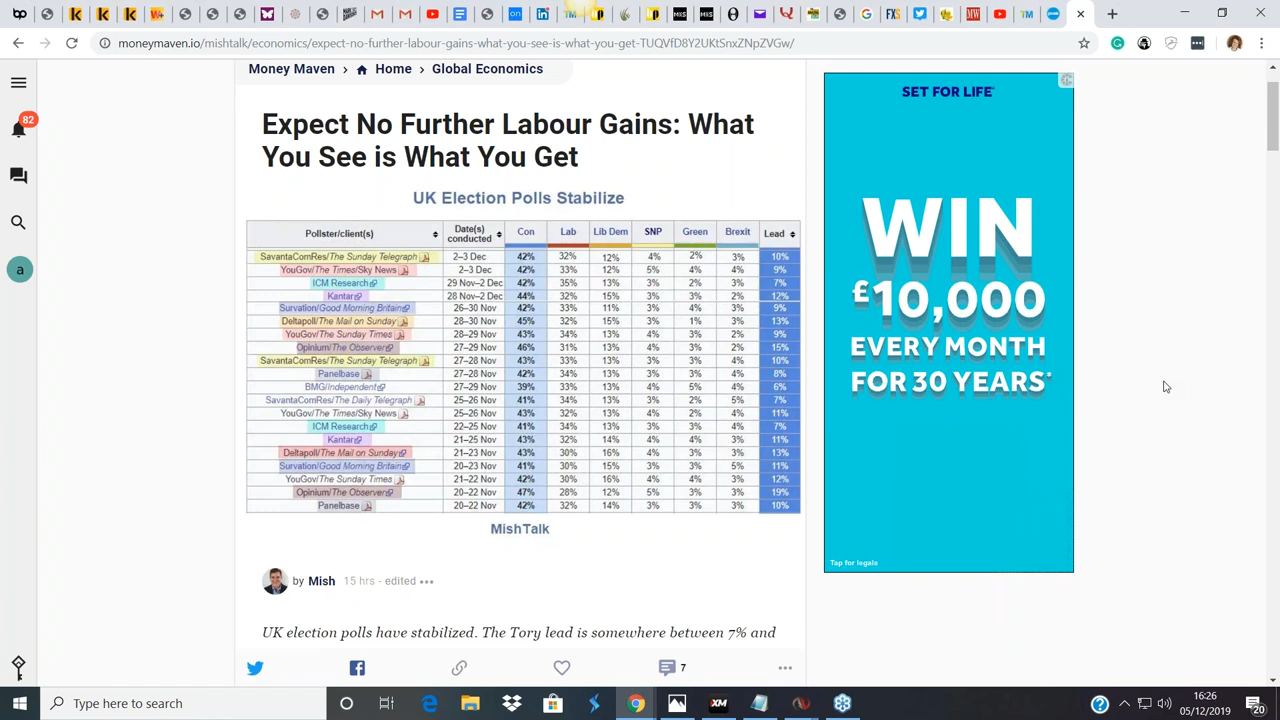 moneymaven.io/mishtalk/economics/expect-no-further-labour-gains-what-you-see-is-what-you-get-TUQVfD8Y2UKtSnxZNpZVGw/
Money Maven > Home > Global Economics
82
a
Expect No Further Labour Gains: What
You See is What You Get
UK Election Polls Stabilize
Pollster/client(s) Date(s) conducted Con Lab Lib Dem SNP Green Brexit Lead
SavantaComRes/The Sunday Telegraph 2–3 Dec 42% 32% 12% 4% 2% 3% 10%
YouGov/The Times/Sky News 2–3 Dec 42% 33% 12% 5% 4% 4% 9%
ICM Research 29 Nov–2 Dec 42% 35% 13% 3% 2% 3% 7%
Kantar 28 Nov–2 Dec 44% 32% 15% 3% 3% 2% 12%
Survation/Good Morning Britain 26–30 Nov 42% 33% 11% 3% 4% 3% 9%
Deltapoll/The Mail on Sunday 28–30 Nov 45% 32% 15% 3% 1% 3% 13%
YouGov/The Sunday Times 28–29 Nov 43% 34% 13% 4% 3% 2% 9%
Opinium/The Observer 27–29 Nov 46% 31% 13% 4% 3% 2% 15%
SavantaComRes/The Sunday Telegraph 27–28 Nov 43% 33% 13% 3% 3% 4% 10%
Panelbase 27–28 Nov 42% 34% 13% 3% 3% 4% 8%
BMG/Independent 27–29 Nov 39% 33% 13% 4% 5% 4% 6%
SavantaComRes/The Daily Telegraph 25–26 Nov 41% 34% 13% 3% 2% 5% 7%
YouGov/The Times/Sky News 25–26 Nov 43% 32% 13% 4% 2% 4% 11%
ICM Research 22–25 Nov 41% 34% 13% 3% 3% 4% 7%
Kantar 21–25 Nov 43% 32% 14% 4% 4% 3% 11%
Deltapoll/The Mail on Sunday 21–23 Nov 43% 30% 16% 4% 3% 3% 13%
Survation/Good Morning Britain 20–23 Nov 41% 30% 15% 3% 3% 5% 11%
YouGov/The Sunday Times 21–22 Nov 42% 30% 16% 4% 4% 3% 12%
Opinium/The Observer 20–22 Nov 47% 28% 12% 5% 3% 3% 19%
Panelbase 20–22 Nov 42% 32% 14% 3% 3% 3% 10%
MishTalk
by Mish 15 hrs - edited
UK election polls have stabilized. The Tory lead is somewhere between 7% and
7
SET FOR LIFE
WIN
£10,000
EVERY MONTH
FOR 30 YEARS*
Tap for legals
Type here to search
XM
16:26
05/12/2019
20